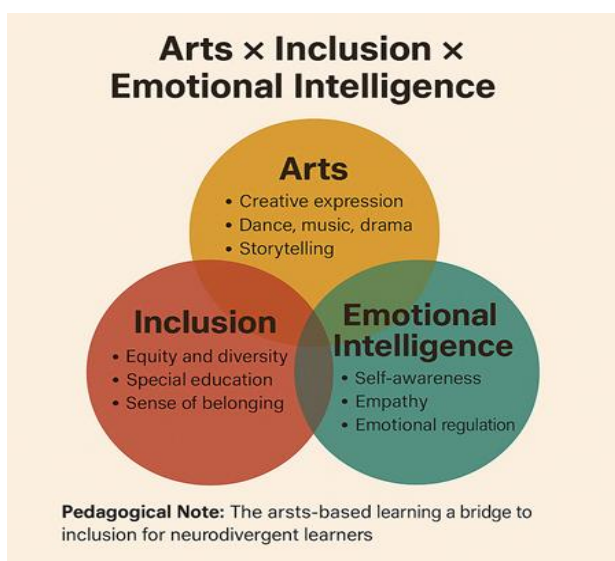 Arts × Inclusion ×
Emotional Intelligence
Arts
• Creative expression
• Dance, music, drama
• Storytelling
Inclusion
• Equity and diversity
• Special education
• Sense of belonging
Emotional
Intelligence
• Self-awareness
• Empathy
• Emotional regulation
Pedagogical Note: The arsts-based learning a bridge to
inclusion for neurodivergent learners